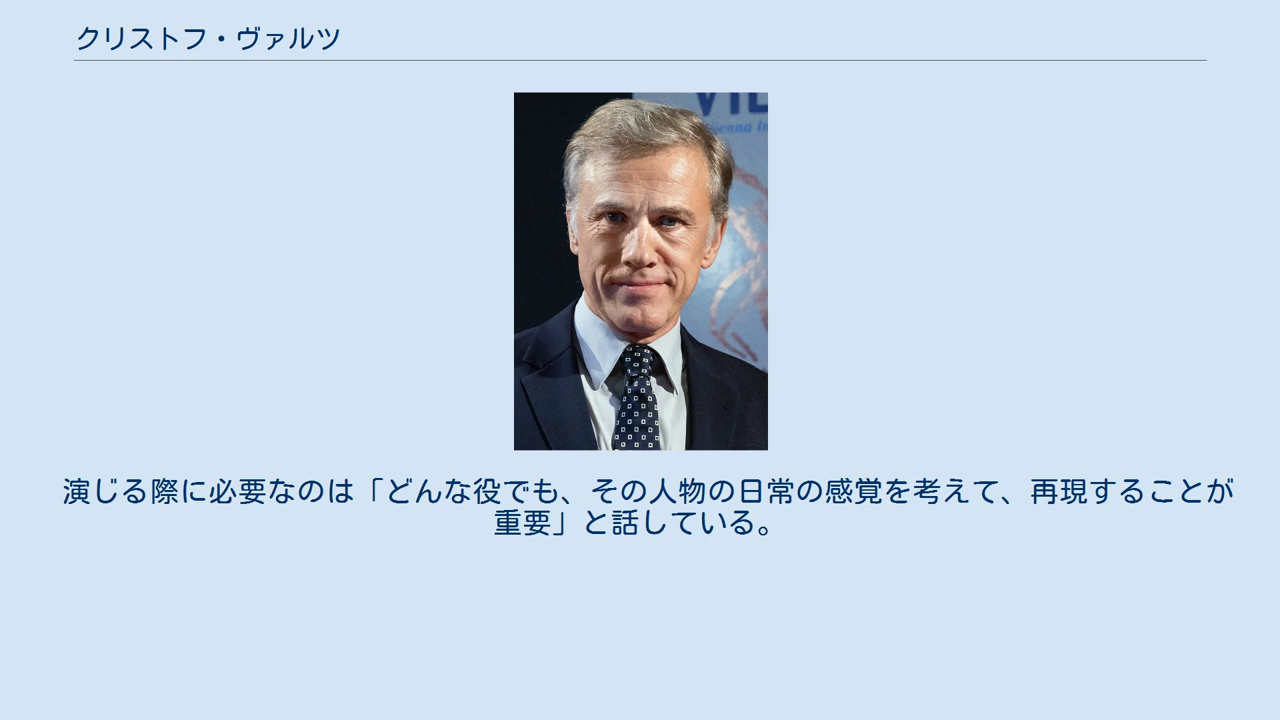 クリストフ・ヴァルツ
enna In
演じる際に必要なのは「どんな役でも、その人物の日常の感覚を考えて、再現することが
重要」と話している。